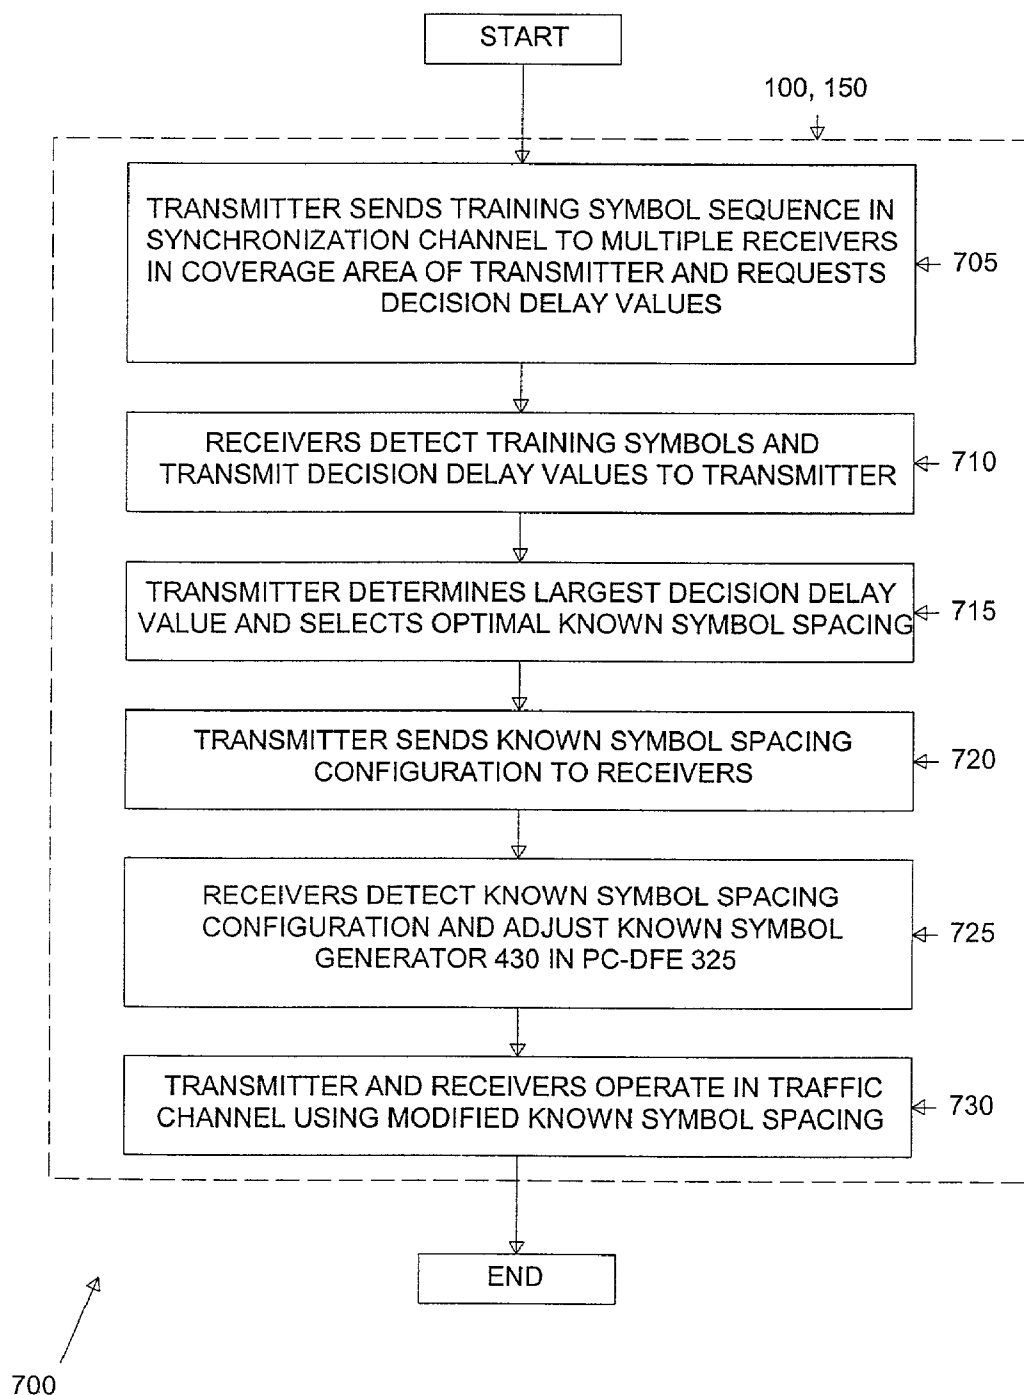 START
100, 150
TRANSMITTER SENDS TRAINING SYMBOL SEQUENCE IN
SYNCHRONIZATION CHANNEL TO MULTIPLE RECEIVERS
IN COVERAGE AREA OF TRANSMITTER AND REQUESTS
DECISION DELAY VALUES
705
RECEIVERS DETECT TRAINING SYMBOLS AND
TRANSMIT DECISION DELAY VALUES TO TRANSMITTER
710
TRANSMITTER DETERMINES LARGEST DECISION DELAY
VALUE AND SELECTS OPTIMAL KNOWN SYMBOL SPACING
715
TRANSMITTER SENDS KNOWN SYMBOL SPACING
CONFIGURATION TO RECEIVERS
720
RECEIVERS DETECT KNOWN SYMBOL SPACING
CONFIGURATION AND ADJUST KNOWN SYMBOL
GENERATOR 430 IN PC-DFE 325
725
TRANSMITTER AND RECEIVERS OPERATE IN TRAFFIC
CHANNEL USING MODIFIED KNOWN SYMBOL SPACING
730
END
700